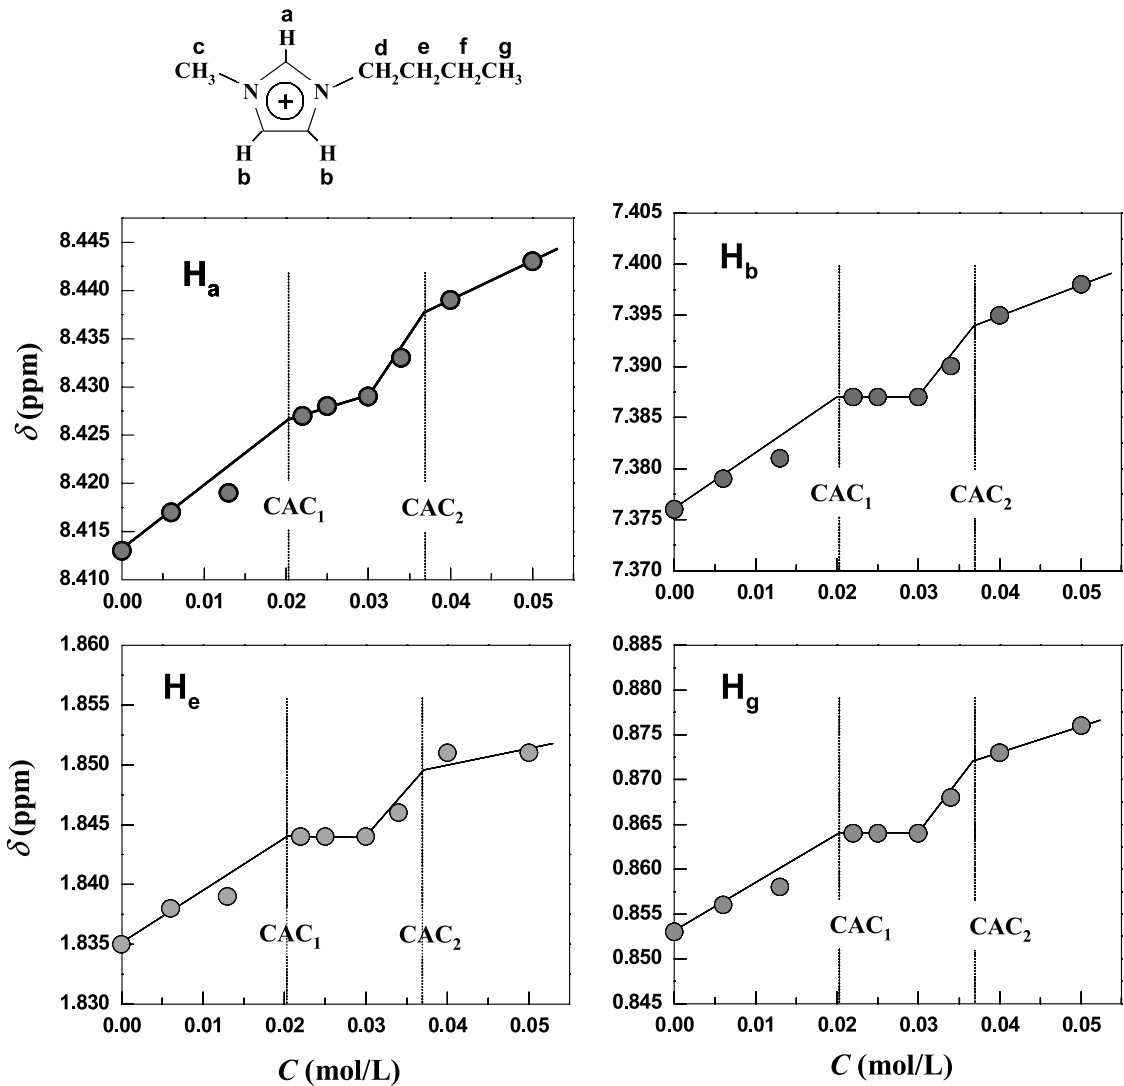 a
c H d e f g
CH₃ CH₂CH₂CH₂CH₃
N N
+
H H
b b
8.445
8.440
8.435
8.430
8.425
8.420
8.415
8.410
δ (ppm)
Hₐ
CAC₁ CAC₂
0.00 0.01 0.02 0.03 0.04 0.05
7.405
7.400
7.395
7.390
7.385
7.380
7.375
7.370
H_b
CAC₁ CAC₂
0.00 0.01 0.02 0.03 0.04 0.05
1.860
1.855
1.850
1.845
1.840
1.835
1.830
δ (ppm)
Hₑ
CAC₁ CAC₂
0.00 0.01 0.02 0.03 0.04 0.05
C (mol/L)
0.885
0.880
0.875
0.870
0.865
0.860
0.855
0.850
0.845
H_g
CAC₁ CAC₂
0.00 0.01 0.02 0.03 0.04 0.05
C (mol/L)